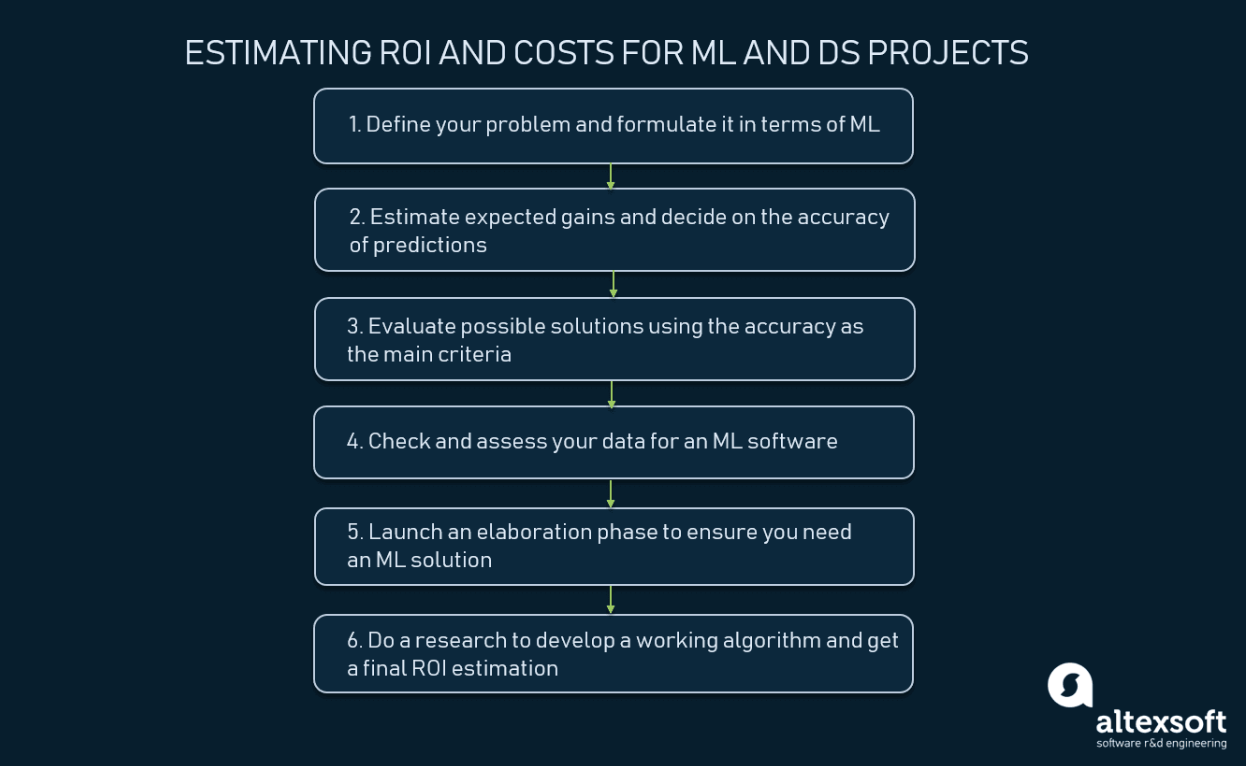 ESTIMATING ROI AND COSTS FOR ML AND DS PROJECTS
1. Define your problem and formulate it in terms of ML
2. Estimate expected gains and decide on the accuracy
of predictions
3. Evaluate possible solutions using the accuracy as
the main criteria
4. Check and assess your data for an ML software
5. Launch an elaboration phase to ensure you need
an ML solution
6. Do a research to develop a working algorithm and get
a final ROI estimation
altexsoft
software r&d engineering